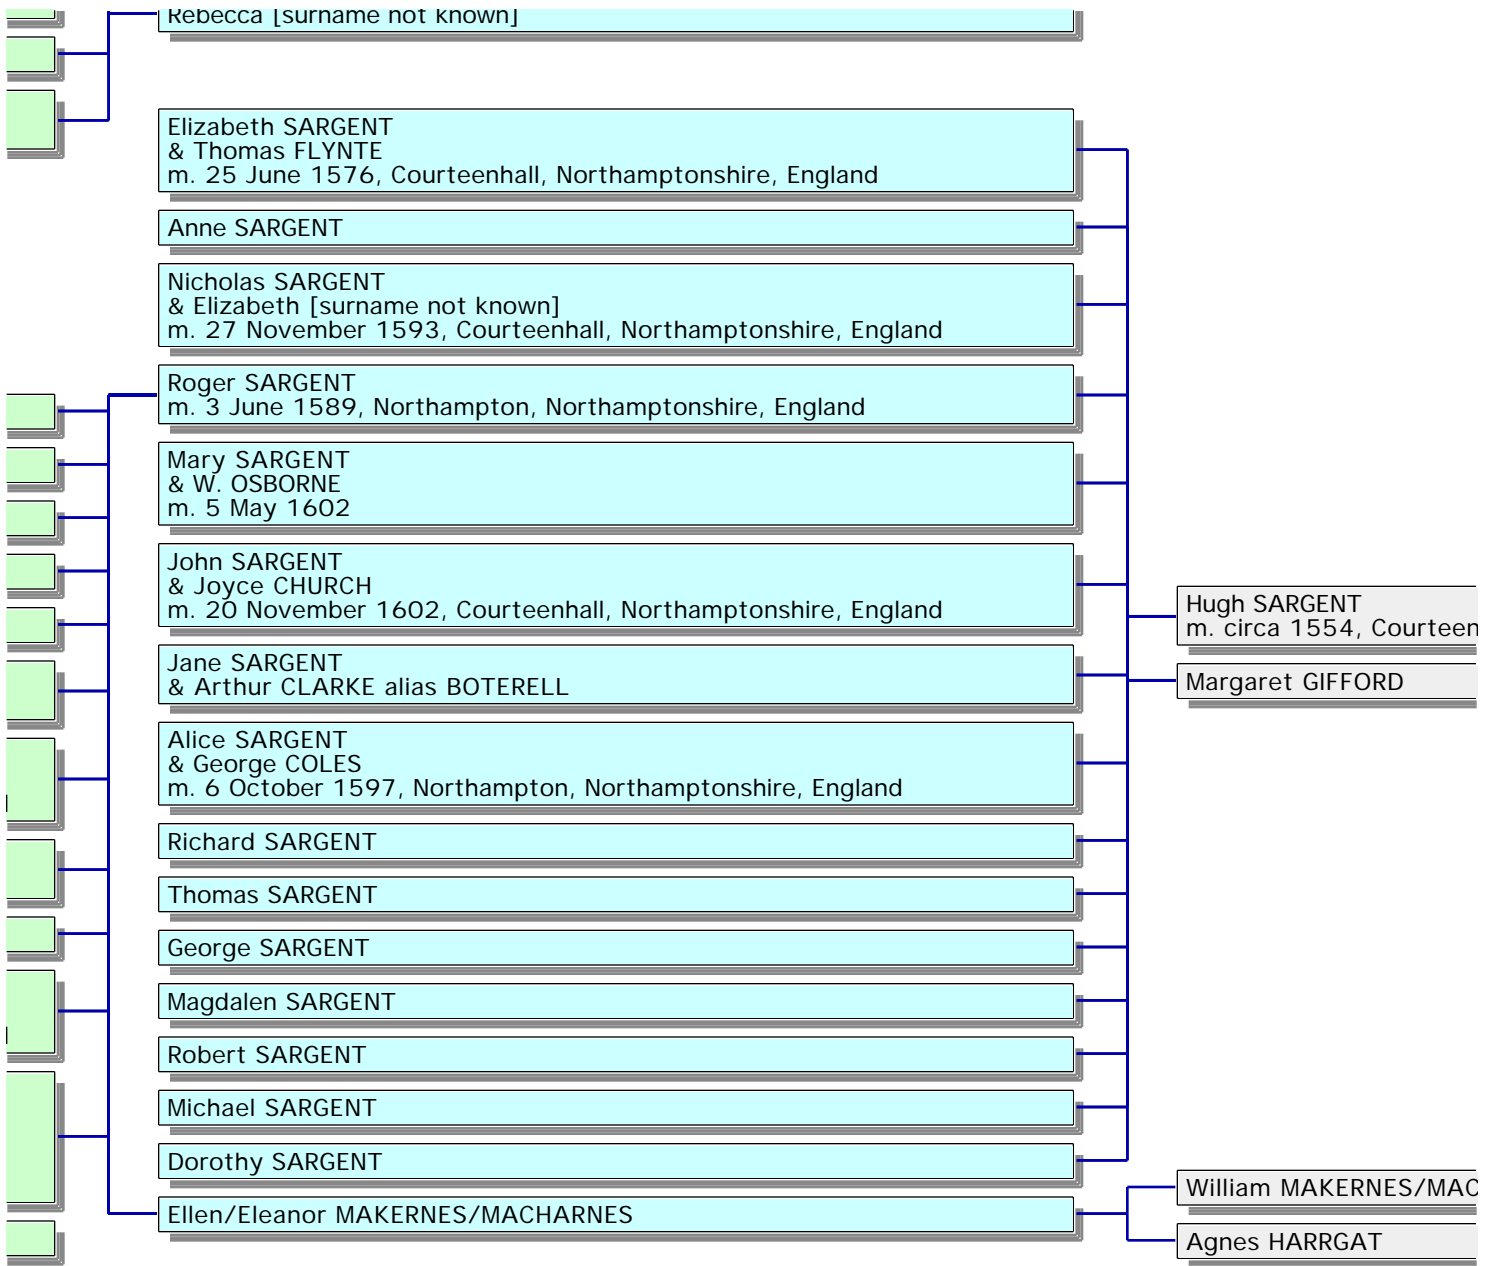 Rebecca [surname not known]
Elizabeth SARGENT
& Thomas FLYNTE
m. 25 June 1576, Courteenhall, Northamptonshire, England
Anne SARGENT
Nicholas SARGENT
& Elizabeth [surname not known]
m. 27 November 1593, Courteenhall, Northamptonshire, England
Roger SARGENT
m. 3 June 1589, Northampton, Northamptonshire, England
Mary SARGENT
& W. OSBORNE
m. 5 May 1602
John SARGENT
& Joyce CHURCH
m. 20 November 1602, Courteenhall, Northamptonshire, England
Jane SARGENT
& Arthur CLARKE alias BOTERELL
Alice SARGENT
& George COLES
m. 6 October 1597, Northampton, Northamptonshire, England
Richard SARGENT
Thomas SARGENT
George SARGENT
Magdalen SARGENT
Robert SARGENT
Michael SARGENT
Dorothy SARGENT
Ellen/Eleanor MAKERNES/MACHARNES
Hugh SARGENT
m. circa 1554, Courteen
Margaret GIFFORD
William MAKERNES/MAC
Agnes HARRGAT